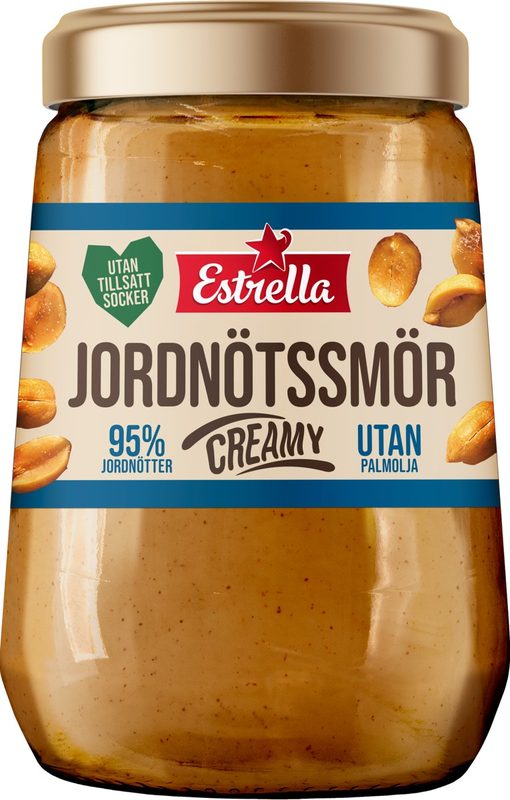 UTAN
TILLSATT
SOCKER
Estrella
JORDNÖTSSMÖR
95%
JORDNÖTTER
CREAMY
UTAN
PALMOLJA